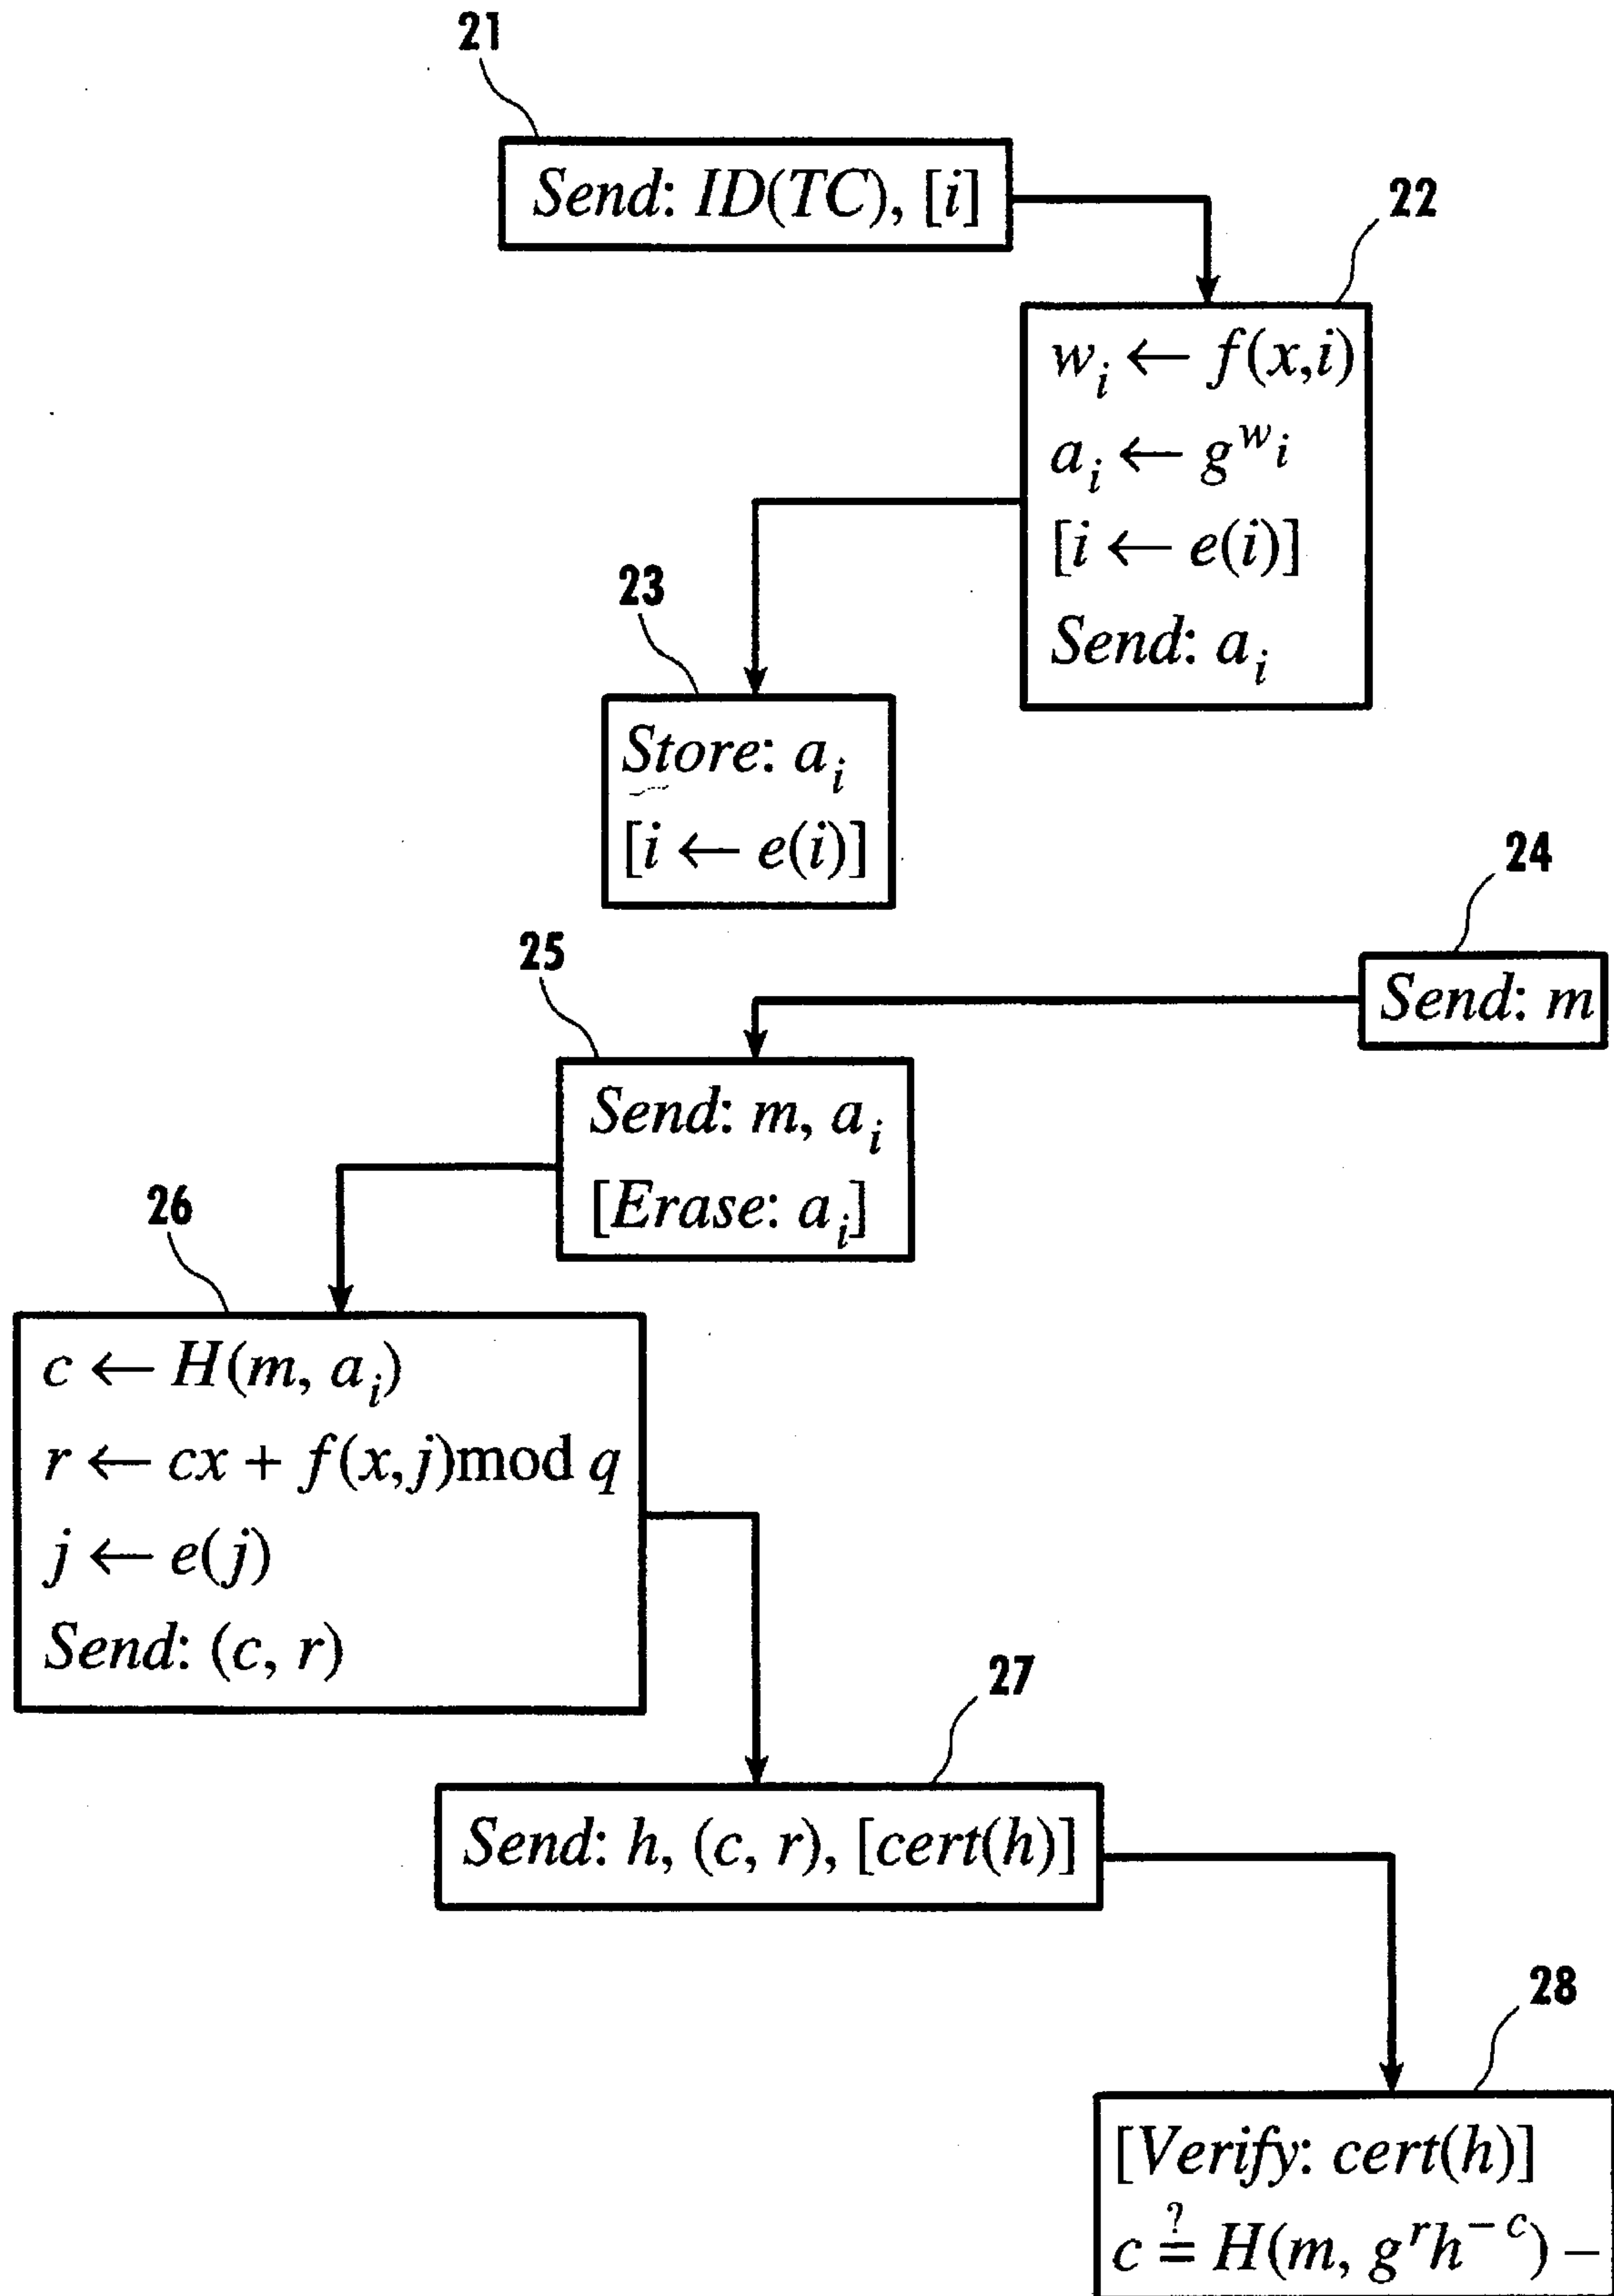 21
Send: ID(TC), [i]
22
w_i ← f(x,i)
a_i ← g^{w_i}
[i ← e(i)]
Send: a_i
23
Store: a_i
[i ← e(i)]
24
Send: m
25
Send: m, a_i
[Erase: a_i]
26
c ← H(m, a_i)
r ← cx + f(x,j)mod q
j ← e(j)
Send: (c, r)
27
Send: h, (c, r), [cert(h)]
28
[Verify: cert(h)]
c ≟ H(m, g^r h^{-c}) –